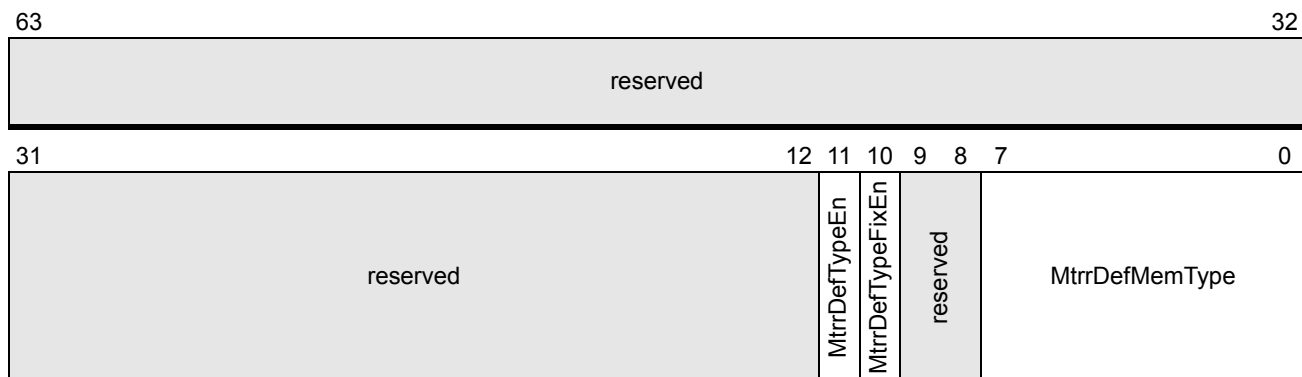 63 32
reserved
31 12 11 10 9 8 7 0
reserved
MtrrDefTypeEn
MtrrDefTypeFixEn
reserved
MtrrDefMemType